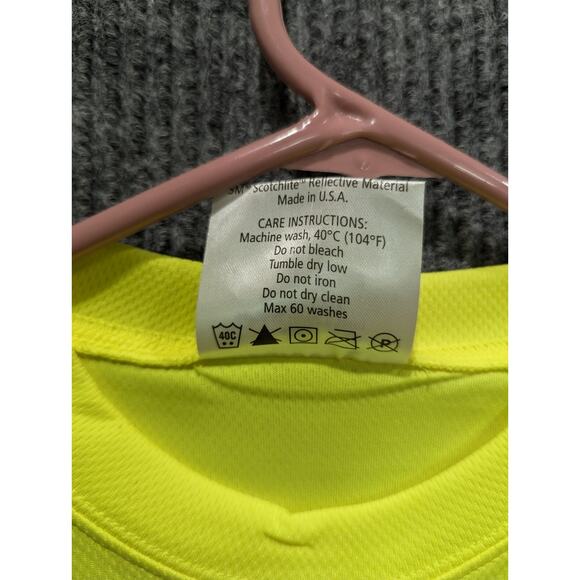 3M™ Scotchlite™ Reflective Material
Made in U.S.A.
CARE INSTRUCTIONS:
Machine wash, 40°C (104°F)
Do not bleach
Tumble dry low
Do not iron
Do not dry clean
Max 60 washes
40C
R